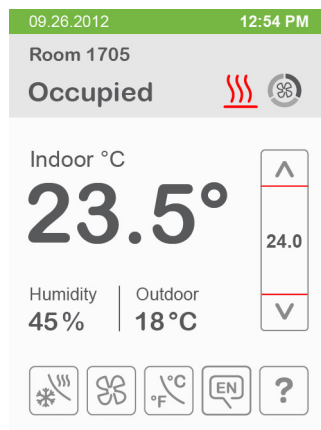 09.26.2012 12:54 PM
Room 1705
Occupied
Indoor °C
23.5°
24.0
Humidity Outdoor
45% 18°C
°C
°F
EN
?